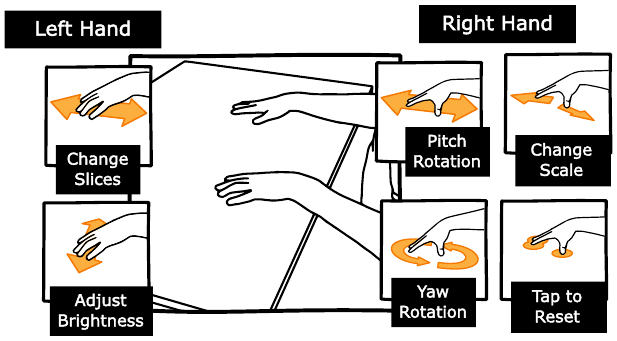 Left Hand
Right Hand
Change
Slices
Pitch
Rotation
Change
Scale
Adjust
Brightness
Yaw
Rotation
Tap to
Reset